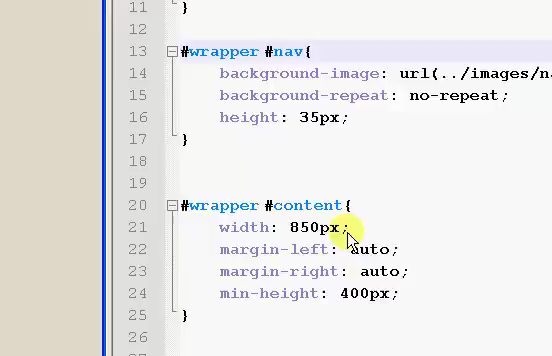 11 }
12
13 #wrapper #nav{
14 background-image: url(../images/na
15 background-repeat: no-repeat;
16 height: 35px;
17 }
18
19
20 #wrapper #content{
21 width: 850px;
22 margin-left: auto;
23 margin-right: auto;
24 min-height: 400px;
25 }
26